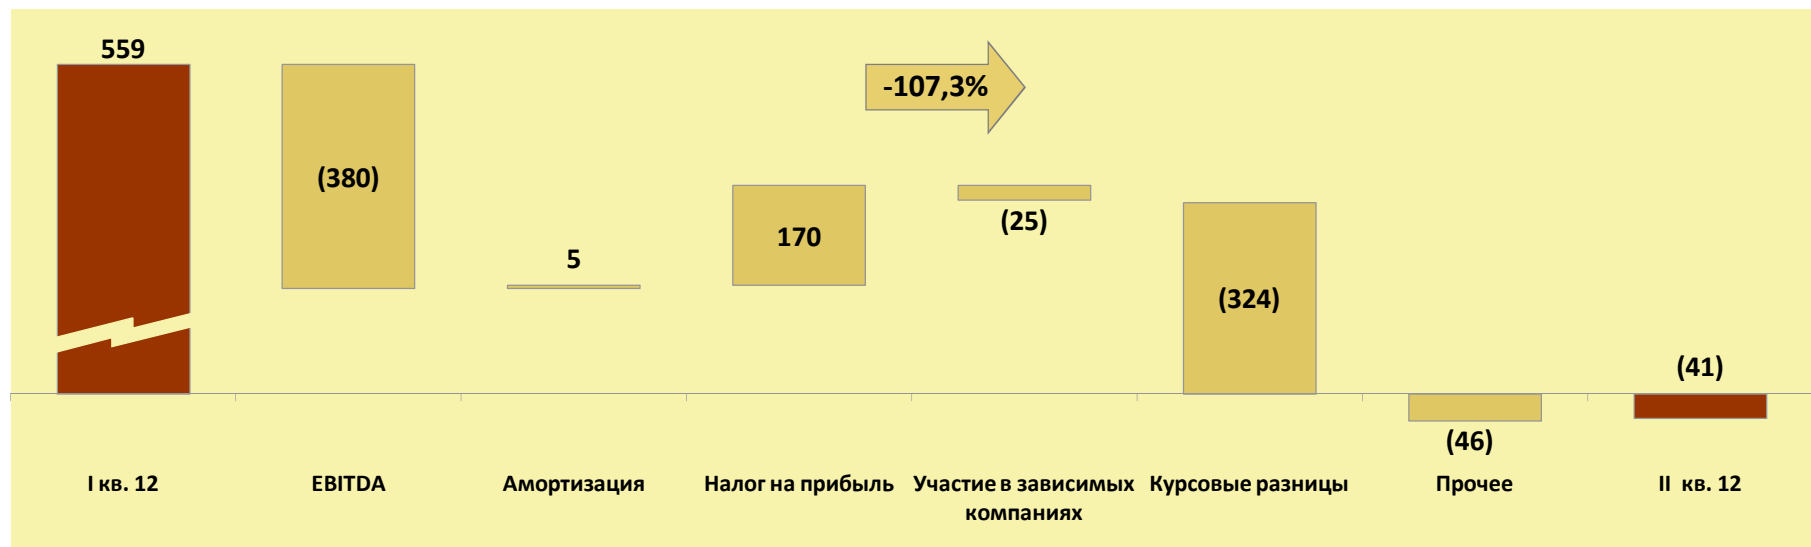 559
-107,3%
(380)
5
170
(25)
(324)
(46)
(41)
I кв. 12
EBITDA
Амортизация
Налог на прибыль
Участие в зависимых
компаниях
Курсовые разницы
Прочее
II кв. 12